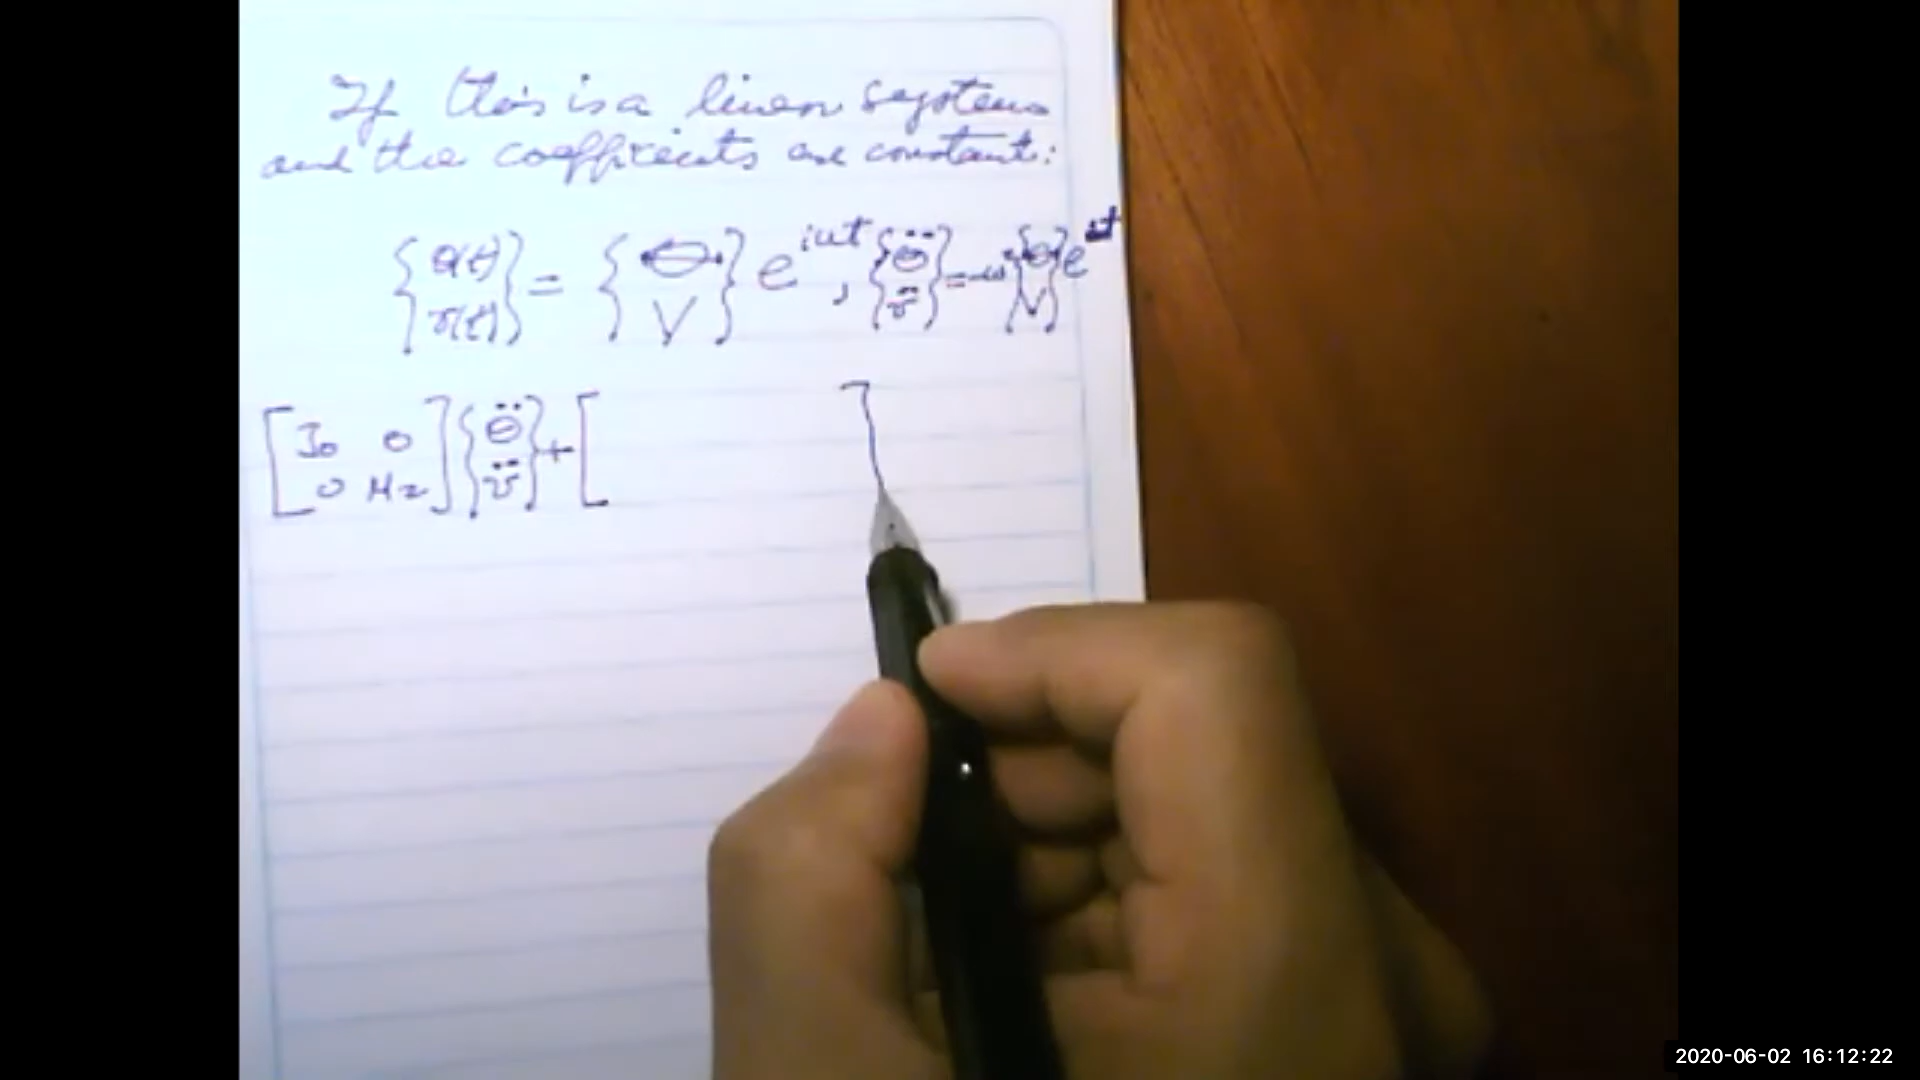 If this is a linear system
and the coefficients are constant:
{θ(t) v(t)} = {Θ V} e^{iωt}, {θ̈ v̈} = -ω² {Θ V} e^{iωt}
[J₀ 0 0 M₂] {θ̈ v̈} + [ ]
2020-06-02 16:12:22